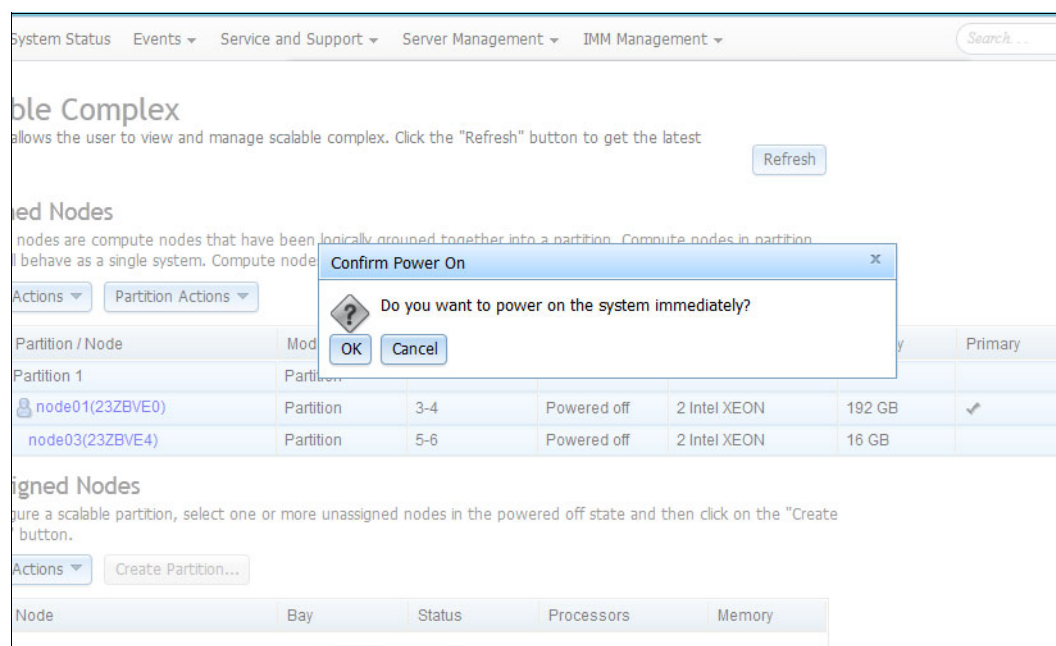 System Status Events Service and Support Server Management IMM Management Search...
ble Complex
allows the user to view and manage scalable complex. Click the "Refresh" button to get the latest
Refresh
ned Nodes
nodes are compute nodes that have been logically grouped together into a partition. Compute nodes in partition
l behave as a single system. Compute node
Confirm Power On x
Do you want to power on the system immediately?
OK Cancel
Actions Partition Actions
Partition / Node Mod y Primary
Partition 1 Partition
node01(23ZBVE0) Partition 3-4 Powered off 2 Intel XEON 192 GB
node03(23ZBVE4) Partition 5-6 Powered off 2 Intel XEON 16 GB
igned Nodes
gure a scalable partition, select one or more unassigned nodes in the powered off state and then click on the "Create
' button.
Actions Create Partition...
Node Bay Status Processors Memory